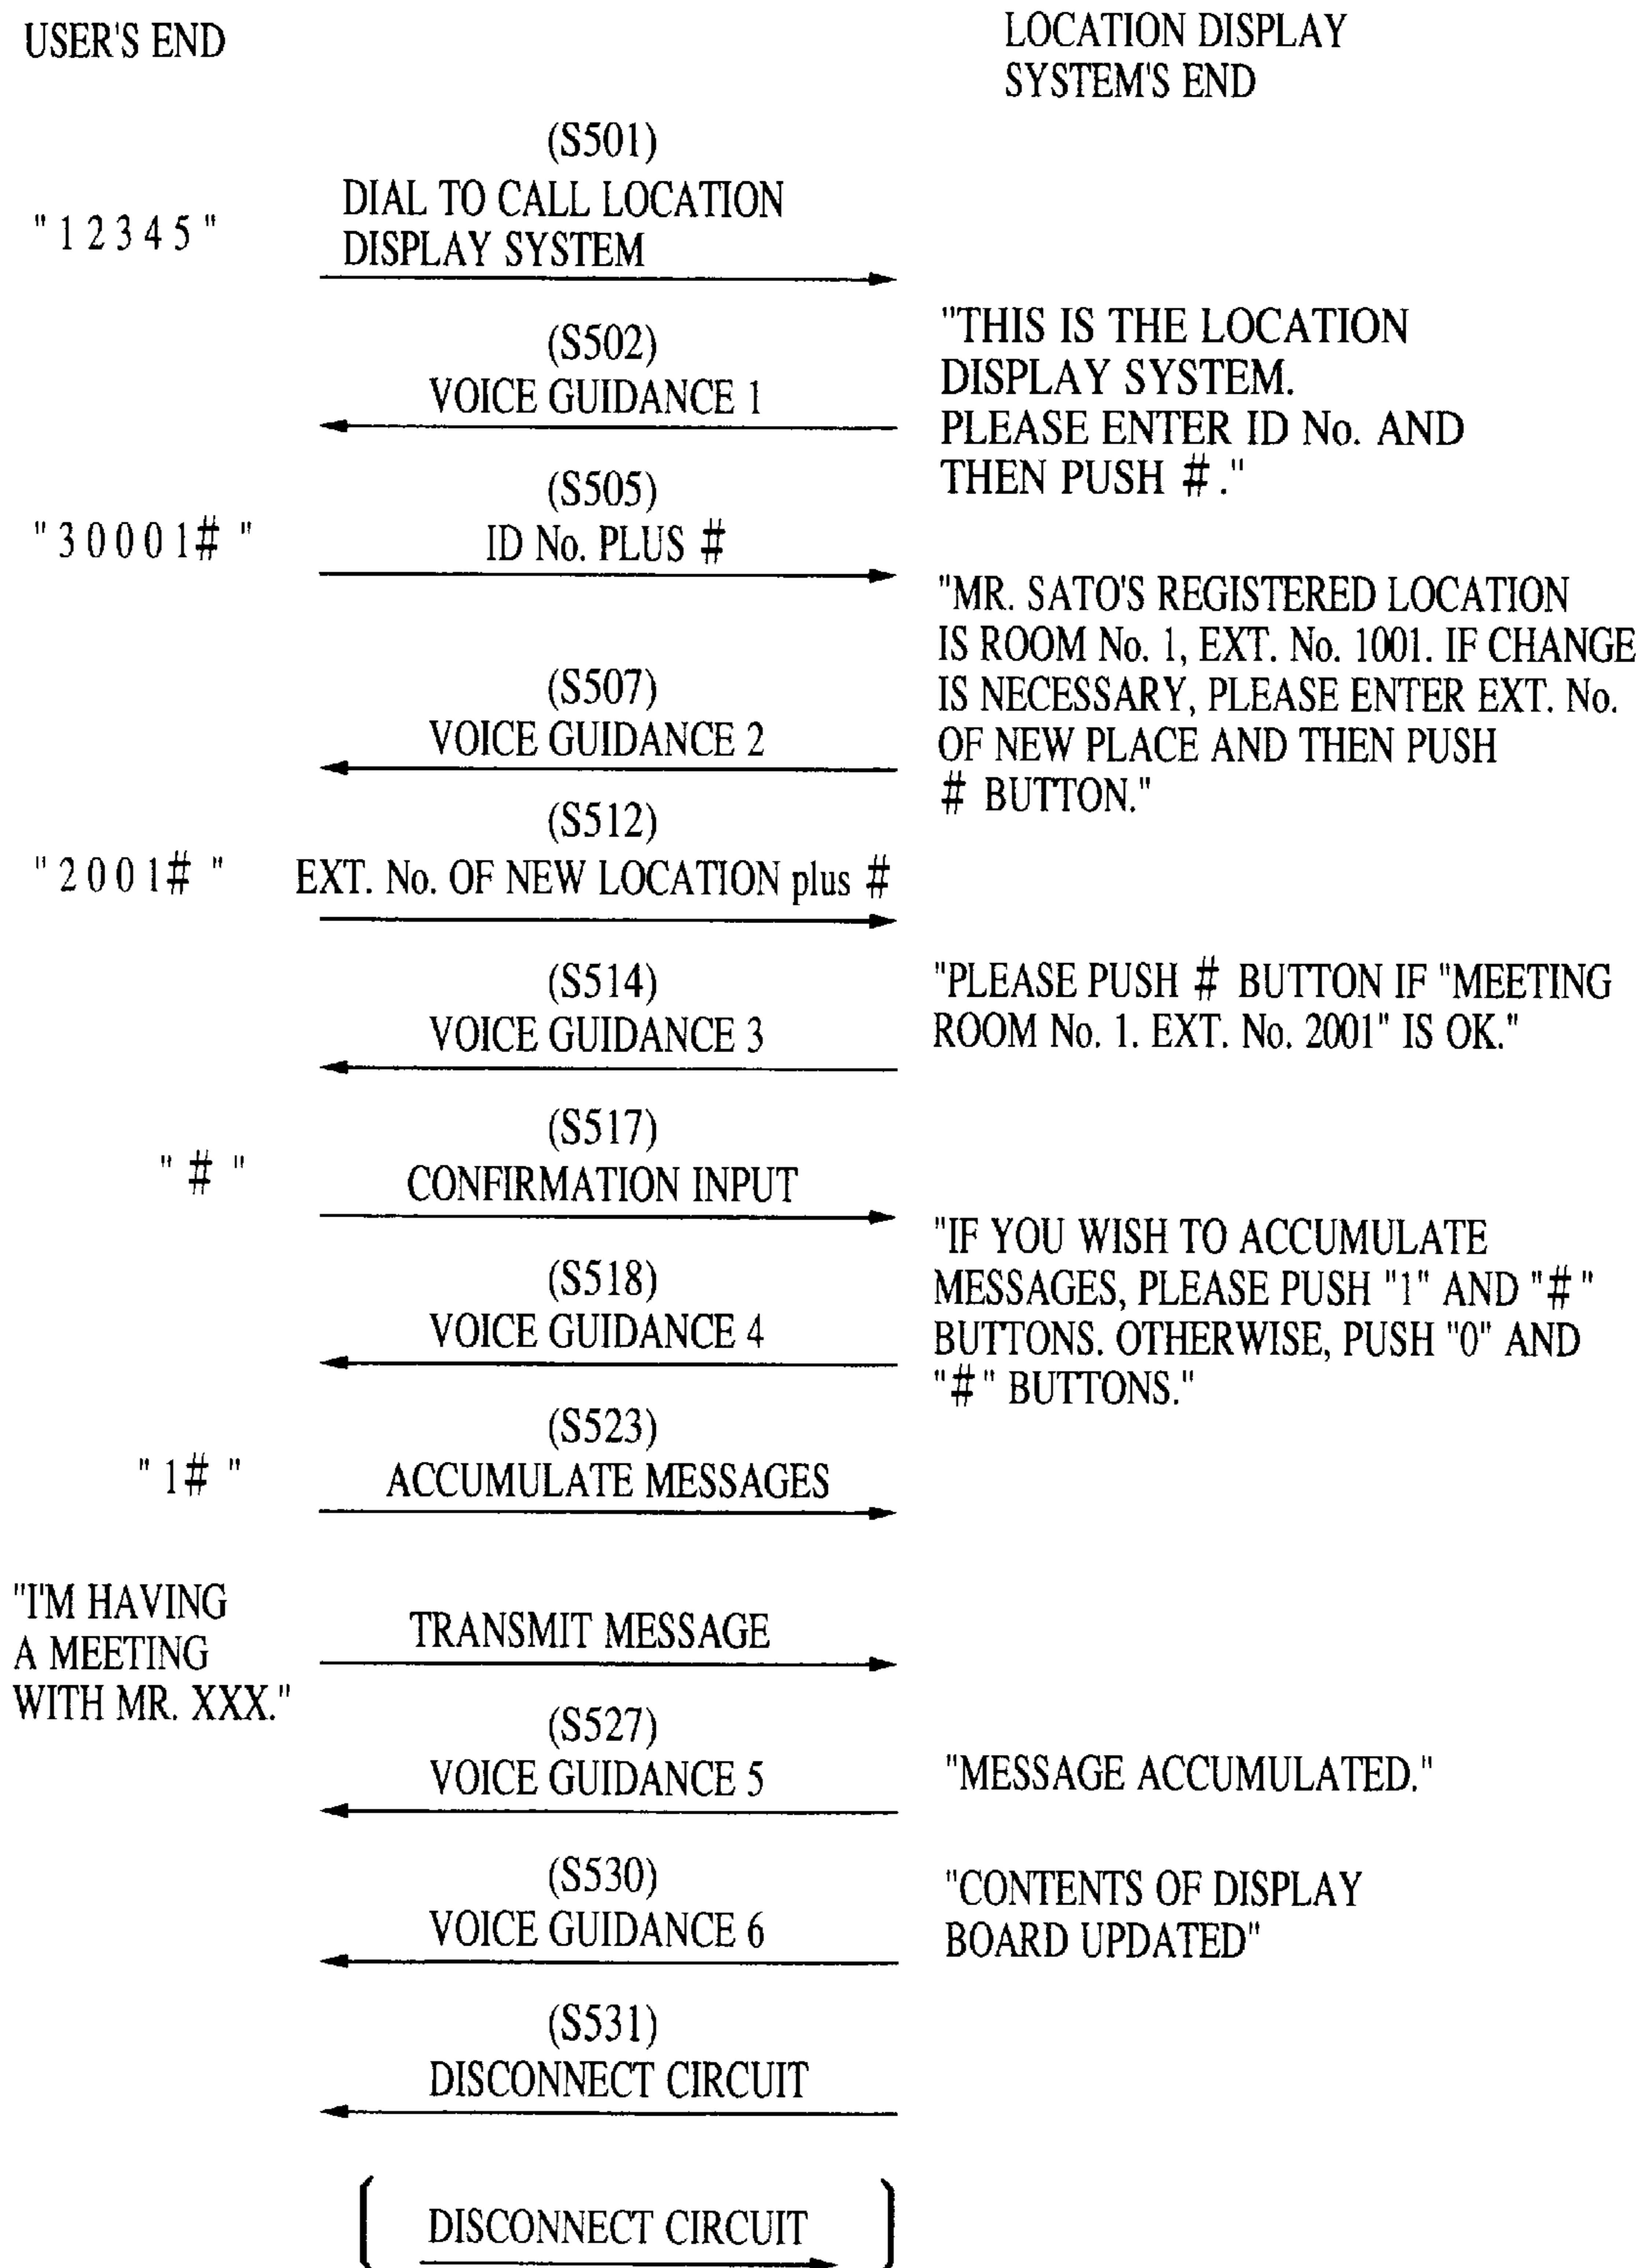 USER'S END
LOCATION DISPLAY
SYSTEM'S END
(S501)
"12345"
DIAL TO CALL LOCATION
DISPLAY SYSTEM
(S502)
VOICE GUIDANCE 1
"THIS IS THE LOCATION
DISPLAY SYSTEM.
PLEASE ENTER ID No. AND
THEN PUSH #."
(S505)
"30001#"
ID No. PLUS #
(S507)
VOICE GUIDANCE 2
"MR. SATO'S REGISTERED LOCATION
IS ROOM No. 1, EXT. No. 1001. IF CHANGE
IS NECESSARY, PLEASE ENTER EXT. No.
OF NEW PLACE AND THEN PUSH
# BUTTON."
(S512)
"2001#"
EXT. No. OF NEW LOCATION plus #
(S514)
VOICE GUIDANCE 3
"PLEASE PUSH # BUTTON IF "MEETING
ROOM No. 1. EXT. No. 2001" IS OK."
(S517)
"#"
CONFIRMATION INPUT
(S518)
VOICE GUIDANCE 4
"IF YOU WISH TO ACCUMULATE
MESSAGES, PLEASE PUSH "1" AND "#"
BUTTONS. OTHERWISE, PUSH "0" AND
"#" BUTTONS."
(S523)
"1#"
ACCUMULATE MESSAGES
"I'M HAVING
A MEETING
WITH MR. XXX."
TRANSMIT MESSAGE
(S527)
VOICE GUIDANCE 5
"MESSAGE ACCUMULATED."
(S530)
VOICE GUIDANCE 6
"CONTENTS OF DISPLAY
BOARD UPDATED"
(S531)
DISCONNECT CIRCUIT
DISCONNECT CIRCUIT